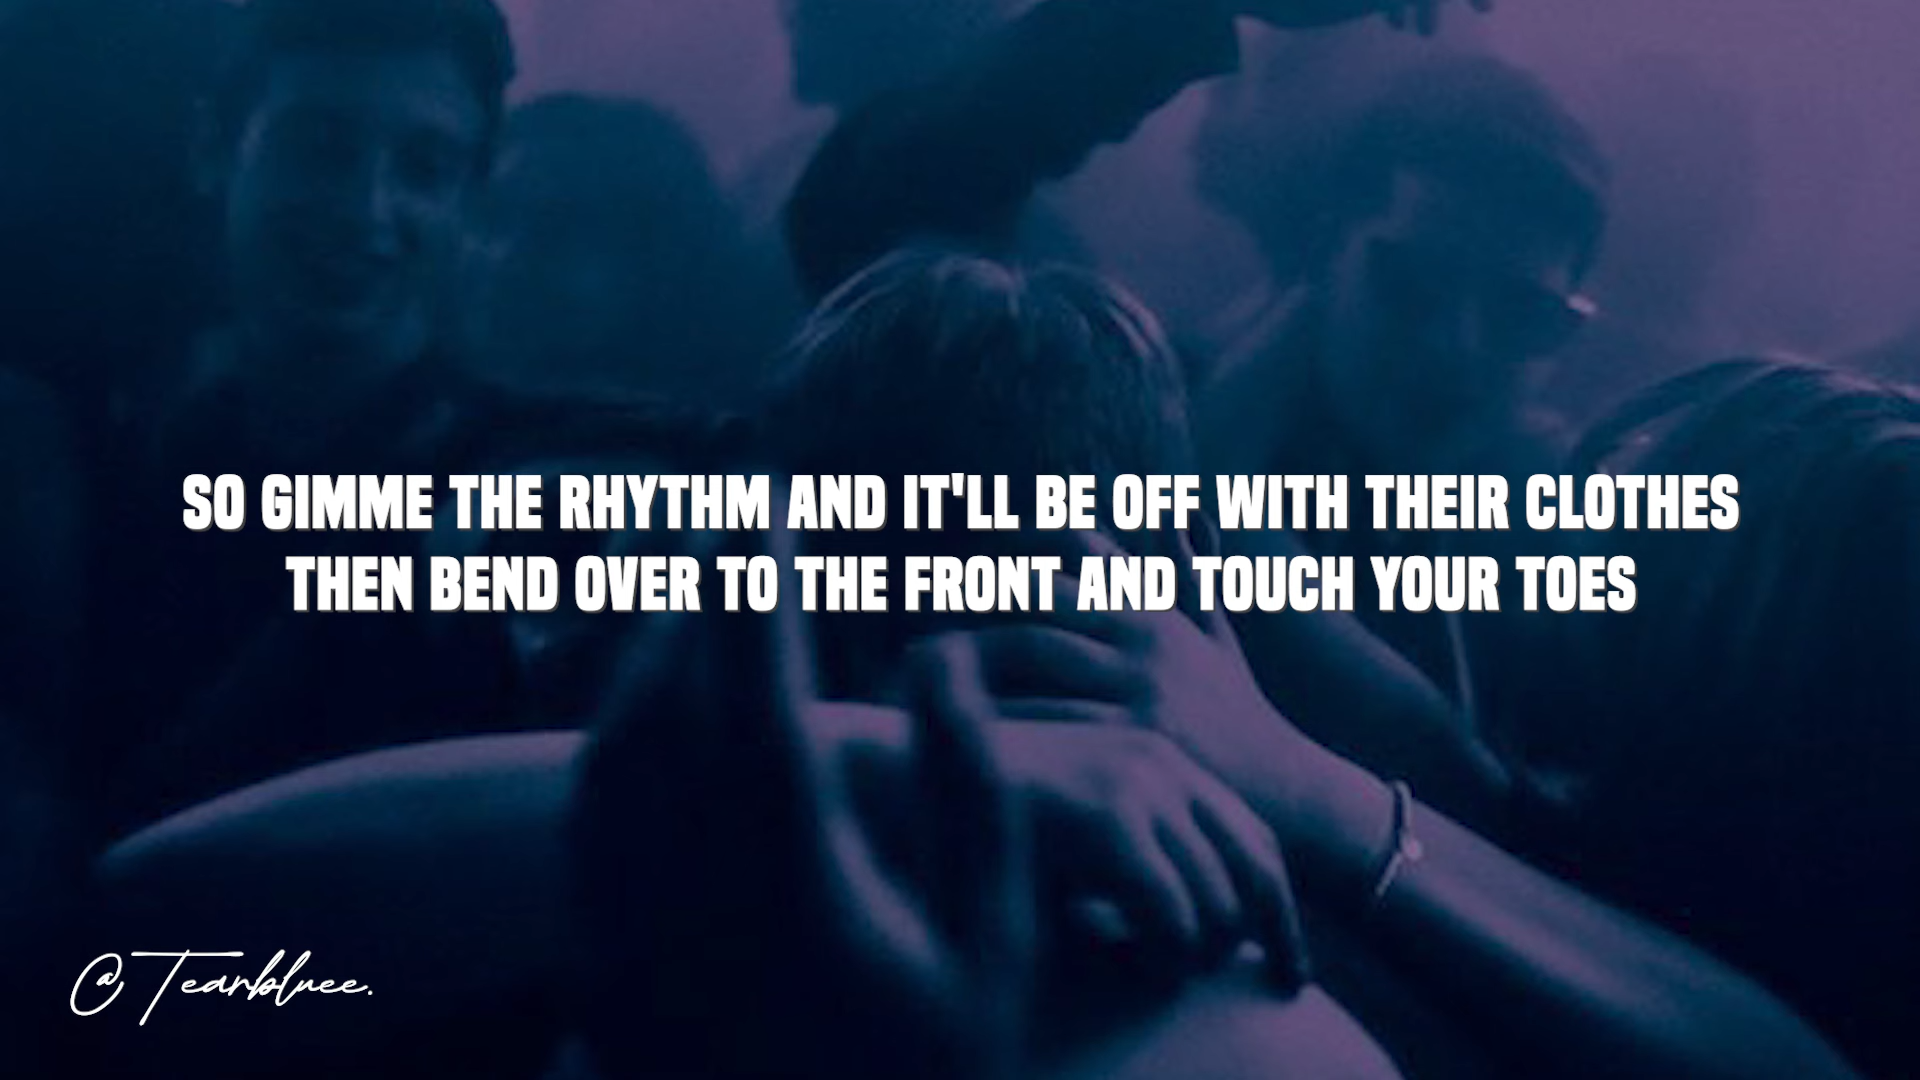 SO GIMME THE RHYTHM AND IT'LL BE OFF WITH THEIR CLOTHES
THEN BEND OVER TO THE FRONT AND TOUCH YOUR TOES
@Tearbluee.